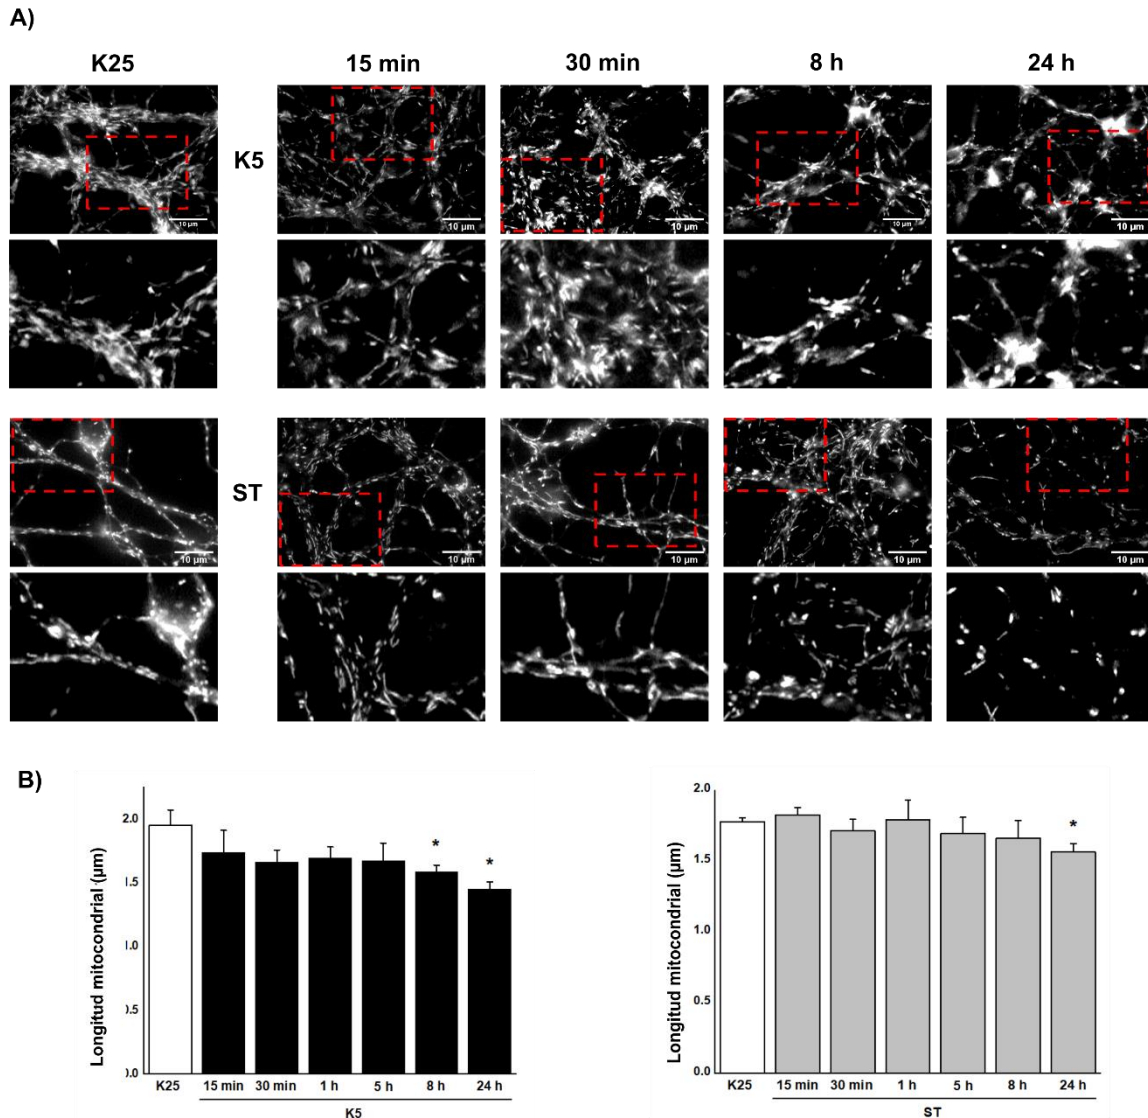 A)
K25 15 min 30 min 8 h 24 h
K5
10 µm 10 µm 10 µm 10 µm 10 µm
ST
10 µm 10 µm 10 µm 10 µm 10 µm
B)
Longitud mitocondrial (µm)
2.0
.5
1.0
0.5
0.0
* *
K25 15 min 30 min 1 h 5 h 8 h 24 h
K5
Longitud mitocondrial (µm)
2.0
1.5
1.0
0.5
0.0
*
K25 15 min 30 min 1 h 5 h 8 h 24 h
ST